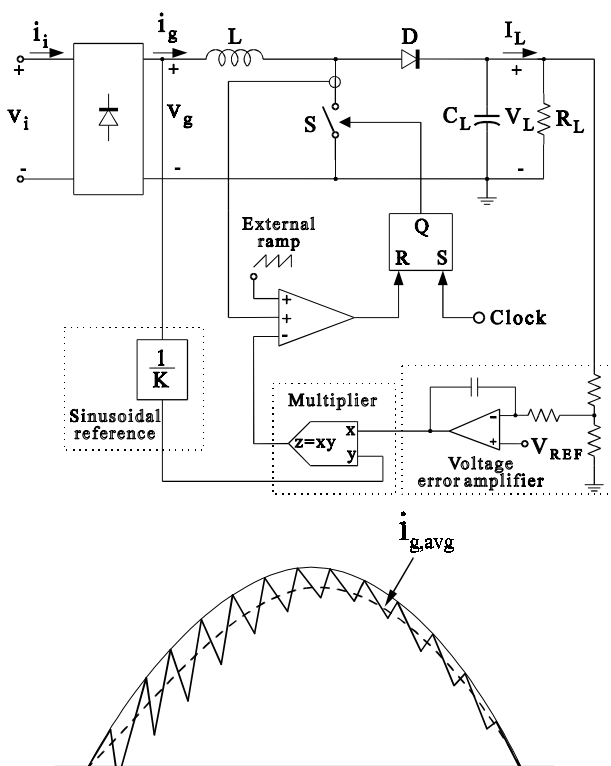 i_i
i_g
L
D
I_L
+
+
+
v_i
v_g
S
C_L
V_L
R_L
-
-
-
Q
R S
External
ramp
+
+
-
Clock
1
K
Sinusoidal
reference
Multiplier
z=xy
x
y
-
+
V_REF
Voltage
error amplifier
i_g,avg